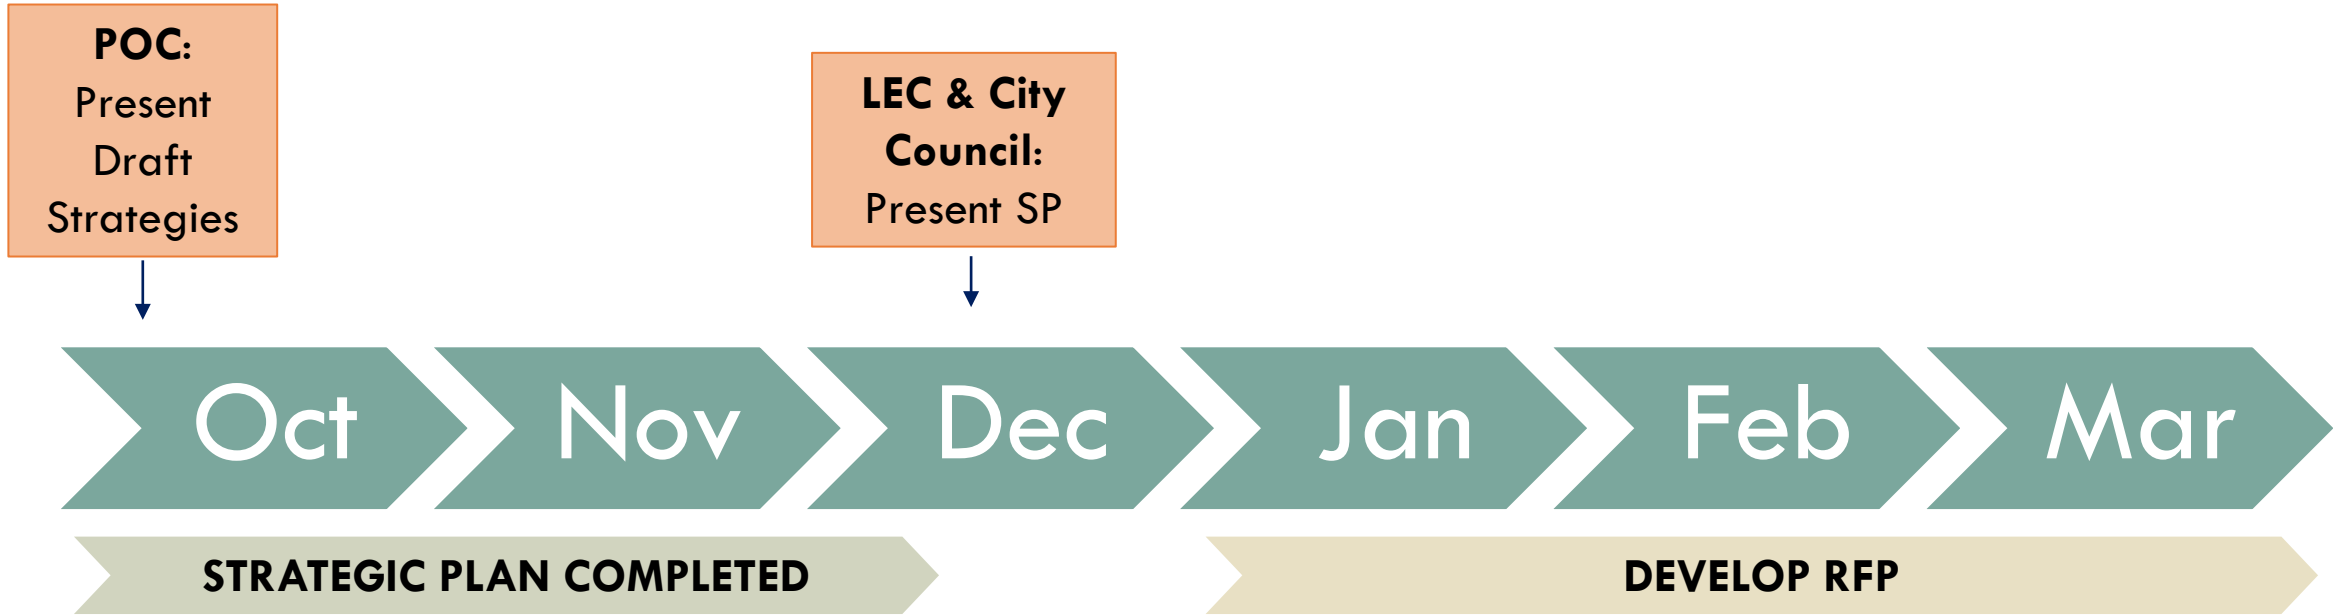 POC:
Present
Draft
Strategies
LEC & City
Council:
Present SP
Oct
Nov
Dec
Jan
Feb
Mar
STRATEGIC PLAN COMPLETED
DEVELOP RFP